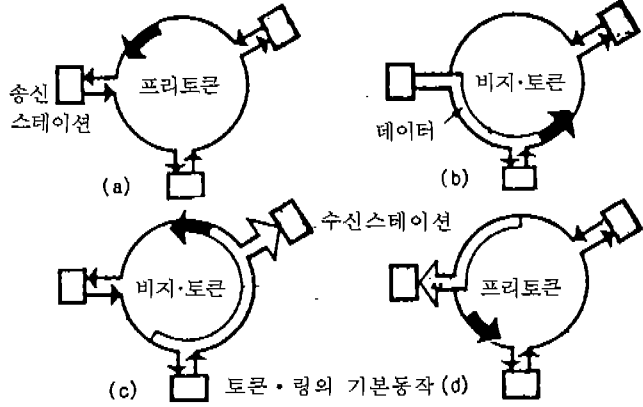 프리토큰
송신
스테이션
(a)
비지·토큰
데이터
(b)
수신스테이션
비지·토큰
(c)
프리토큰
(d)
토큰·링의 기본동작